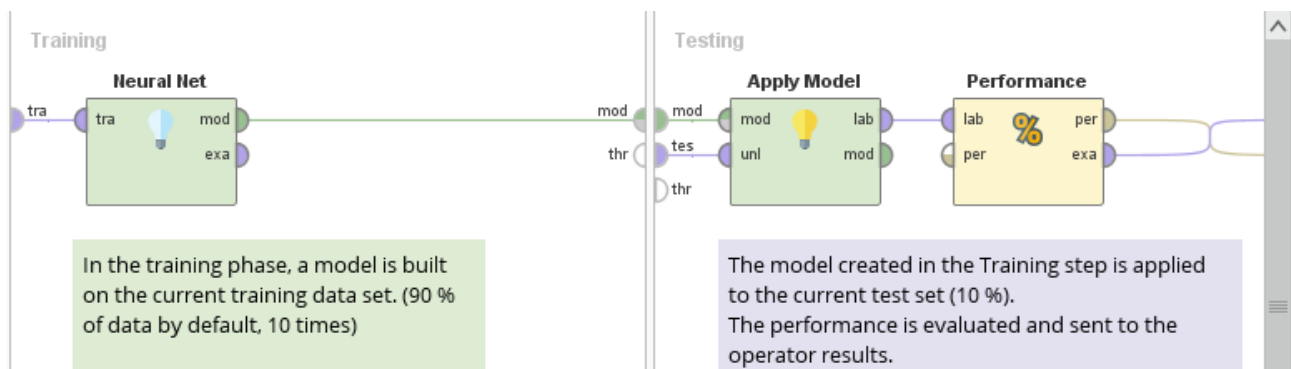 Training
Testing
Neural Net
Apply Model
Performance
tra
tra
mod
exa
mod
thr
mod
tes
thr
mod
unl
lab
mod
lab
per
per
exa
%
In the training phase, a model is built
on the current training data set. (90 %
of data by default, 10 times)
The model created in the Training step is applied
to the current test set (10 %).
The performance is evaluated and sent to the
operator results.